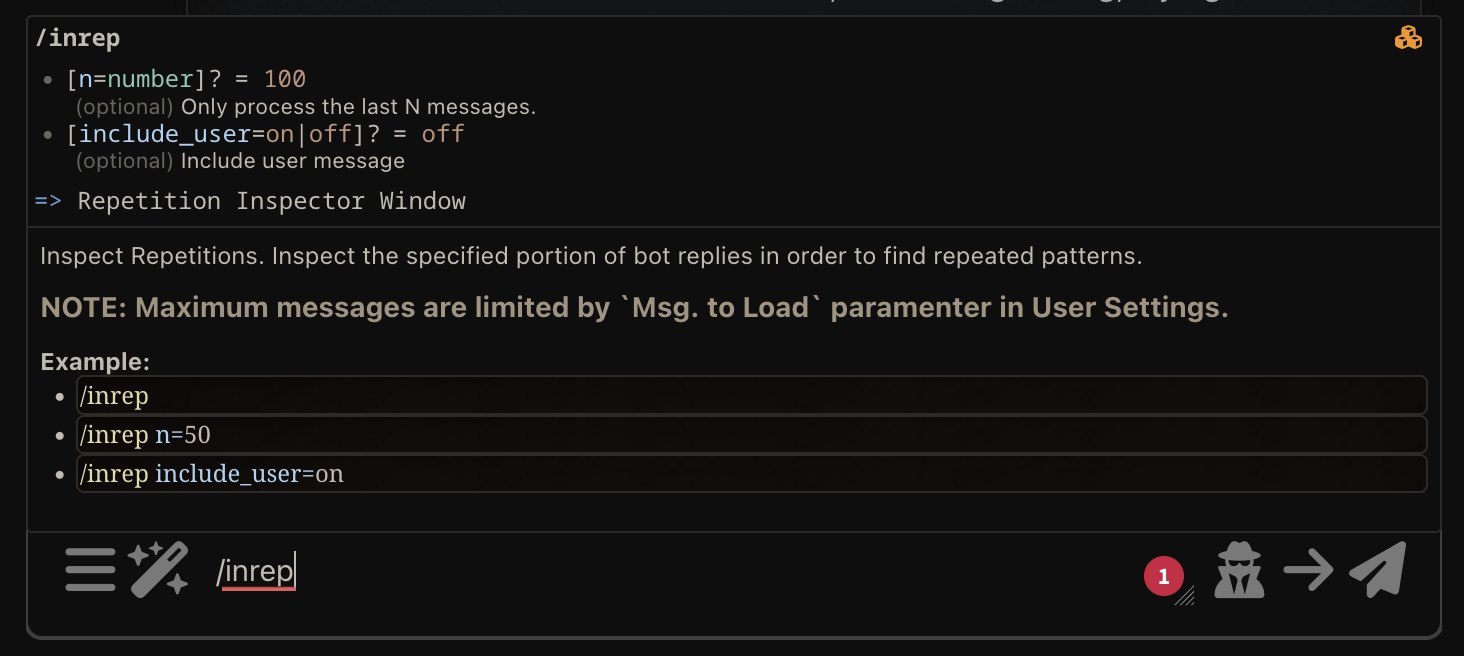 /inrep
[n=number]? = 100
(optional) Only process the last N messages.
[include_user=on|off]? = off
(optional) Include user message
=> Repetition Inspector Window
Inspect Repetitions. Inspect the specified portion of bot replies in order to find repeated patterns.
NOTE: Maximum messages are limited by `Msg. to Load` paramenter in User Settings.
Example:
/inrep
/inrep n=50
/inrep include_user=on
/inrep
1